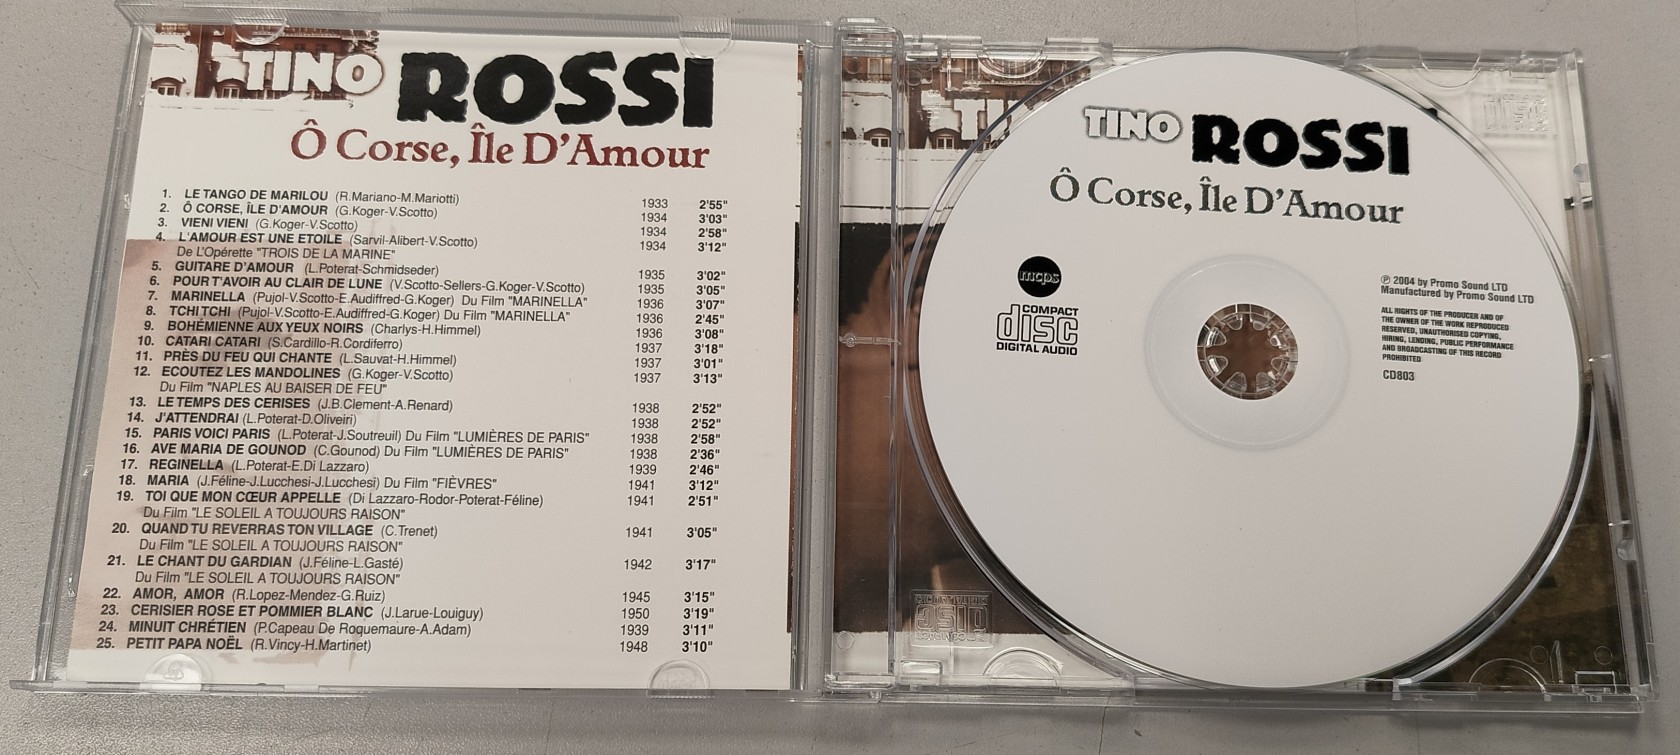 TINO ROSSI
Ô Corse, Île D'Amour
1. LE TANGO DE MARILOU (R.Mariano-M.Mariotti) 1933 2'55"
2. Ô CORSE, ÎLE D'AMOUR (G.Koger-V.Scotto) 1934 3'03"
3. VIENI VIENI (G.Koger-V.Scotto) 1934 2'58"
4. L'AMOUR EST UNE ETOILE (Sarvil-Alibert-V.Scotto) 1934 3'12"
De L'Opérette "TROIS DE LA MARINE"
5. GUITARE D'AMOUR (L.Poterat-Schmidseder) 1935 3'02"
6. POUR T'AVOIR AU CLAIR DE LUNE (V.Scotto-Sellers-G.Koger-V.Scotto) 1935 3'05"
7. MARINELLA (Pujol-V.Scotto-E.Audiffred-G.Koger) Du Film "MARINELLA" 1936 3'07"
8. TCHI TCHI (Pujol-V.Scotto-E.Audiffred-G.Koger) Du Film "MARINELLA" 1936 2'45"
9. BOHÉMIENNE AUX YEUX NOIRS (Charlys-H.Himmel) 1936 3'08"
10. CATARI CATARI (S.Cardillo-R.Cordiferro) 1937 3'18"
11. PRÈS DU FEU QUI CHANTE (L.Sauvat-H.Himmel) 1937 3'01"
12. ECOUTEZ LES MANDOLINES (G.Koger-V.Scotto) 1937 3'13"
Du Film "NAPLES AU BAISER DE FEU"
13. LE TEMPS DES CERISES (J.B.Clement-A.Renard) 1938 2'52"
14. J'ATTENDRAI (L.Poterat-D.Oliveiri) 1938 2'52"
15. PARIS VOICI PARIS (L.Poterat-J.Soutreuil) Du Film "LUMIÈRES DE PARIS" 1938 2'58"
16. AVE MARIA DE GOUNOD (C.Gounod) Du Film "LUMIÈRES DE PARIS" 1938 2'36"
17. REGINELLA (L.Poterat-E.Di Lazzaro) 1939 2'46"
18. MARIA (J.Féline-J.Lucchesi-J.Lucchesi) Du Film "FIÈVRES" 1941 3'12"
19. TOI QUE MON CŒUR APPELLE (Di Lazzaro-Rodor-Poterat-Féline) 1941 2'51"
Du Film "LE SOLEIL A TOUJOURS RAISON"
20. QUAND TU REVERRAS TON VILLAGE (C.Trenet) 1941 3'05"
Du Film "LE SOLEIL A TOUJOURS RAISON"
21. LE CHANT DU GARDIAN (J.Féline-L.Gasté) 1942 3'17"
Du Film "LE SOLEIL A TOUJOURS RAISON"
22. AMOR, AMOR (R.Lopez-Mendez-G.Ruiz) 1945 3'15"
23. CERISIER ROSE ET POMMIER BLANC (J.Larue-Louiguy) 1950 3'19"
24. MINUIT CHRÉTIEN (P.Capeau De Roquemaure-A.Adam) 1939 3'11"
25. PETIT PAPA NOËL (R.Vincy-H.Martinet) 1948 3'10"
TINO ROSSI
Ô Corse, Île D'Amour
mcps
COMPACT
disc
DIGITAL AUDIO
℗ 2004 by Promo Sound LTD
Manufactured by Promo Sound LTD
ALL RIGHTS OF THE PRODUCER AND OF
THE OWNER OF THE WORK REPRODUCED
RESERVED, UNAUTHORISED COPYING,
HIRING, LENDING, PUBLIC PERFORMANCE
AND BROADCASTING OF THIS RECORD
PROHIBITED
CD803